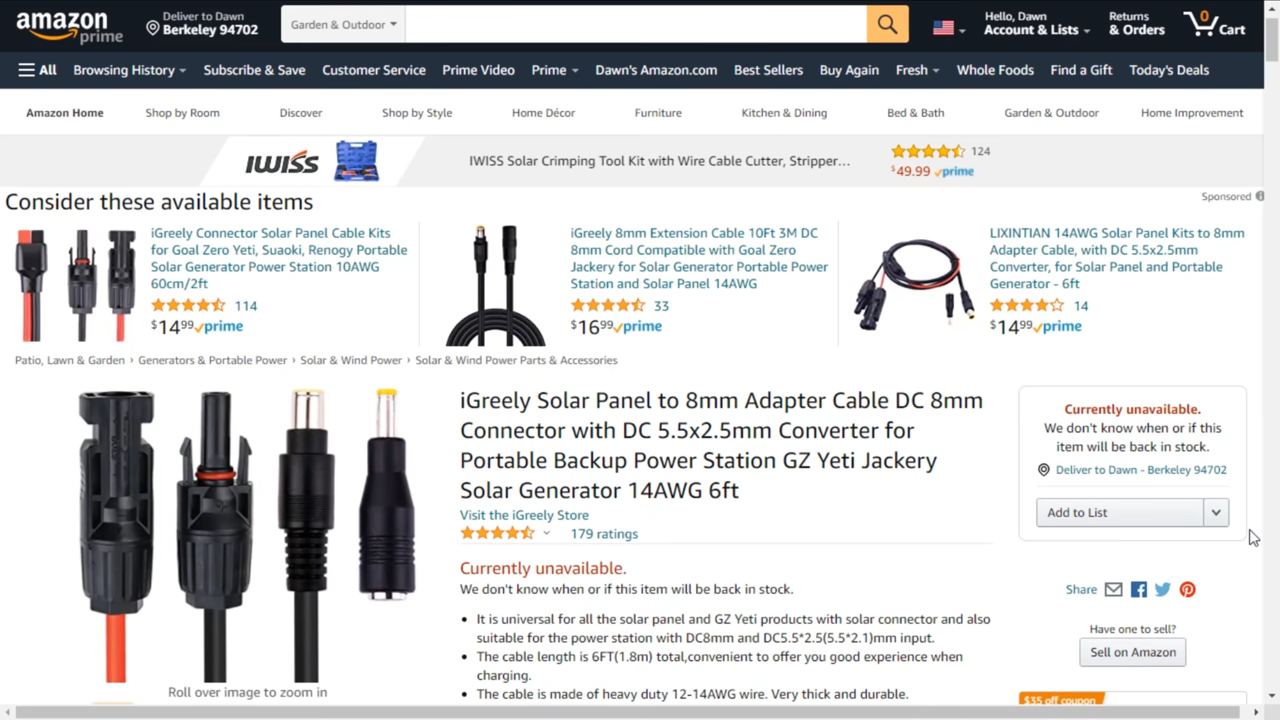 amazon
prime
Deliver to Dawn
Berkeley 94702
Garden & Outdoor
Hello, Dawn
Account & Lists
Returns
& Orders
0
Cart
All
Browsing History
Subscribe & Save
Customer Service
Prime Video
Prime
Dawn's Amazon.com
Best Sellers
Buy Again
Fresh
Whole Foods
Find a Gift
Today's Deals
Amazon Home
Shop by Room
Discover
Shop by Style
Home Décor
Furniture
Kitchen & Dining
Bed & Bath
Garden & Outdoor
Home Improvement
IWISS
IWISS Solar Crimping Tool Kit with Wire Cable Cutter, Stripper...
124
$49.99 prime
Consider these available items
Sponsored
iGreely Connector Solar Panel Cable Kits
for Goal Zero Yeti, Suaoki, Renogy Portable
Solar Generator Power Station 10AWG
60cm/2ft
114
$14.99 prime
iGreely 8mm Extension Cable 10Ft 3M DC
8mm Cord Compatible with Goal Zero
Jackery for Solar Generator Portable Power
Station and Solar Panel 14AWG
33
$16.99 prime
LIXINTIAN 14AWG Solar Panel Kits to 8mm
Adapter Cable, with DC 5.5x2.5mm
Converter, for Solar Panel and Portable
Generator - 6ft
14
$14.99 prime
Patio, Lawn & Garden › Generators & Portable Power › Solar & Wind Power › Solar & Wind Power Parts & Accessories
Roll over image to zoom in
iGreely Solar Panel to 8mm Adapter Cable DC 8mm
Connector with DC 5.5x2.5mm Converter for
Portable Backup Power Station GZ Yeti Jackery
Solar Generator 14AWG 6ft
Visit the iGreely Store
179 ratings
Currently unavailable.
We don't know when or if this item will be back in stock.
• It is universal for all the solar panel and GZ Yeti products with solar connector and also
suitable for the power station with DC8mm and DC5.5*2.5(5.5*2.1)mm input.
• The cable length is 6FT(1.8m) total,convenient to offer you good experience when
charging.
• The cable is made of heavy duty 12-14AWG wire. Very thick and durable.
Currently unavailable.
We don't know when or if this
item will be back in stock.
Deliver to Dawn - Berkeley 94702
Add to List
Share
Have one to sell?
Sell on Amazon
$35 off coupon